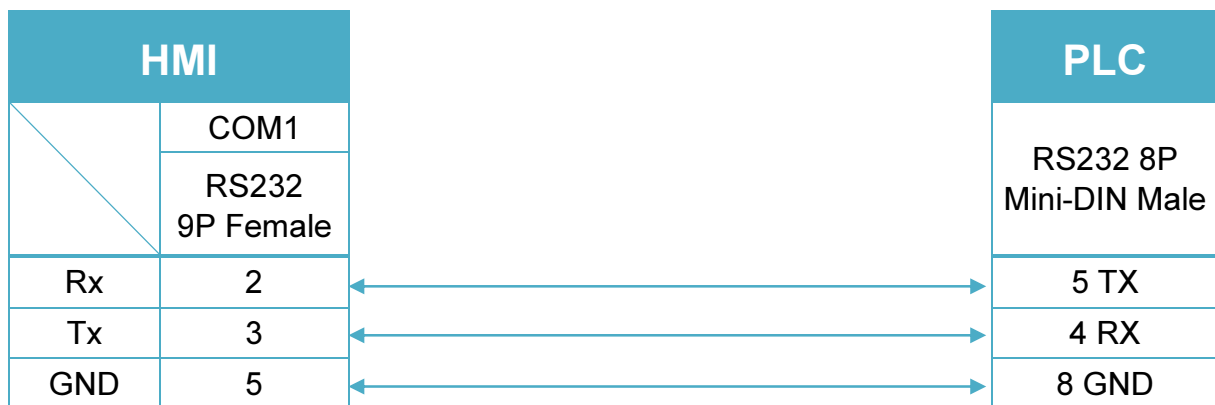 HMI
PLC
COM1
RS232
9P Female
RS232 8P
Mini-DIN Male
Rx 2 5 TX
Tx 3 4 RX
GND 5 8 GND